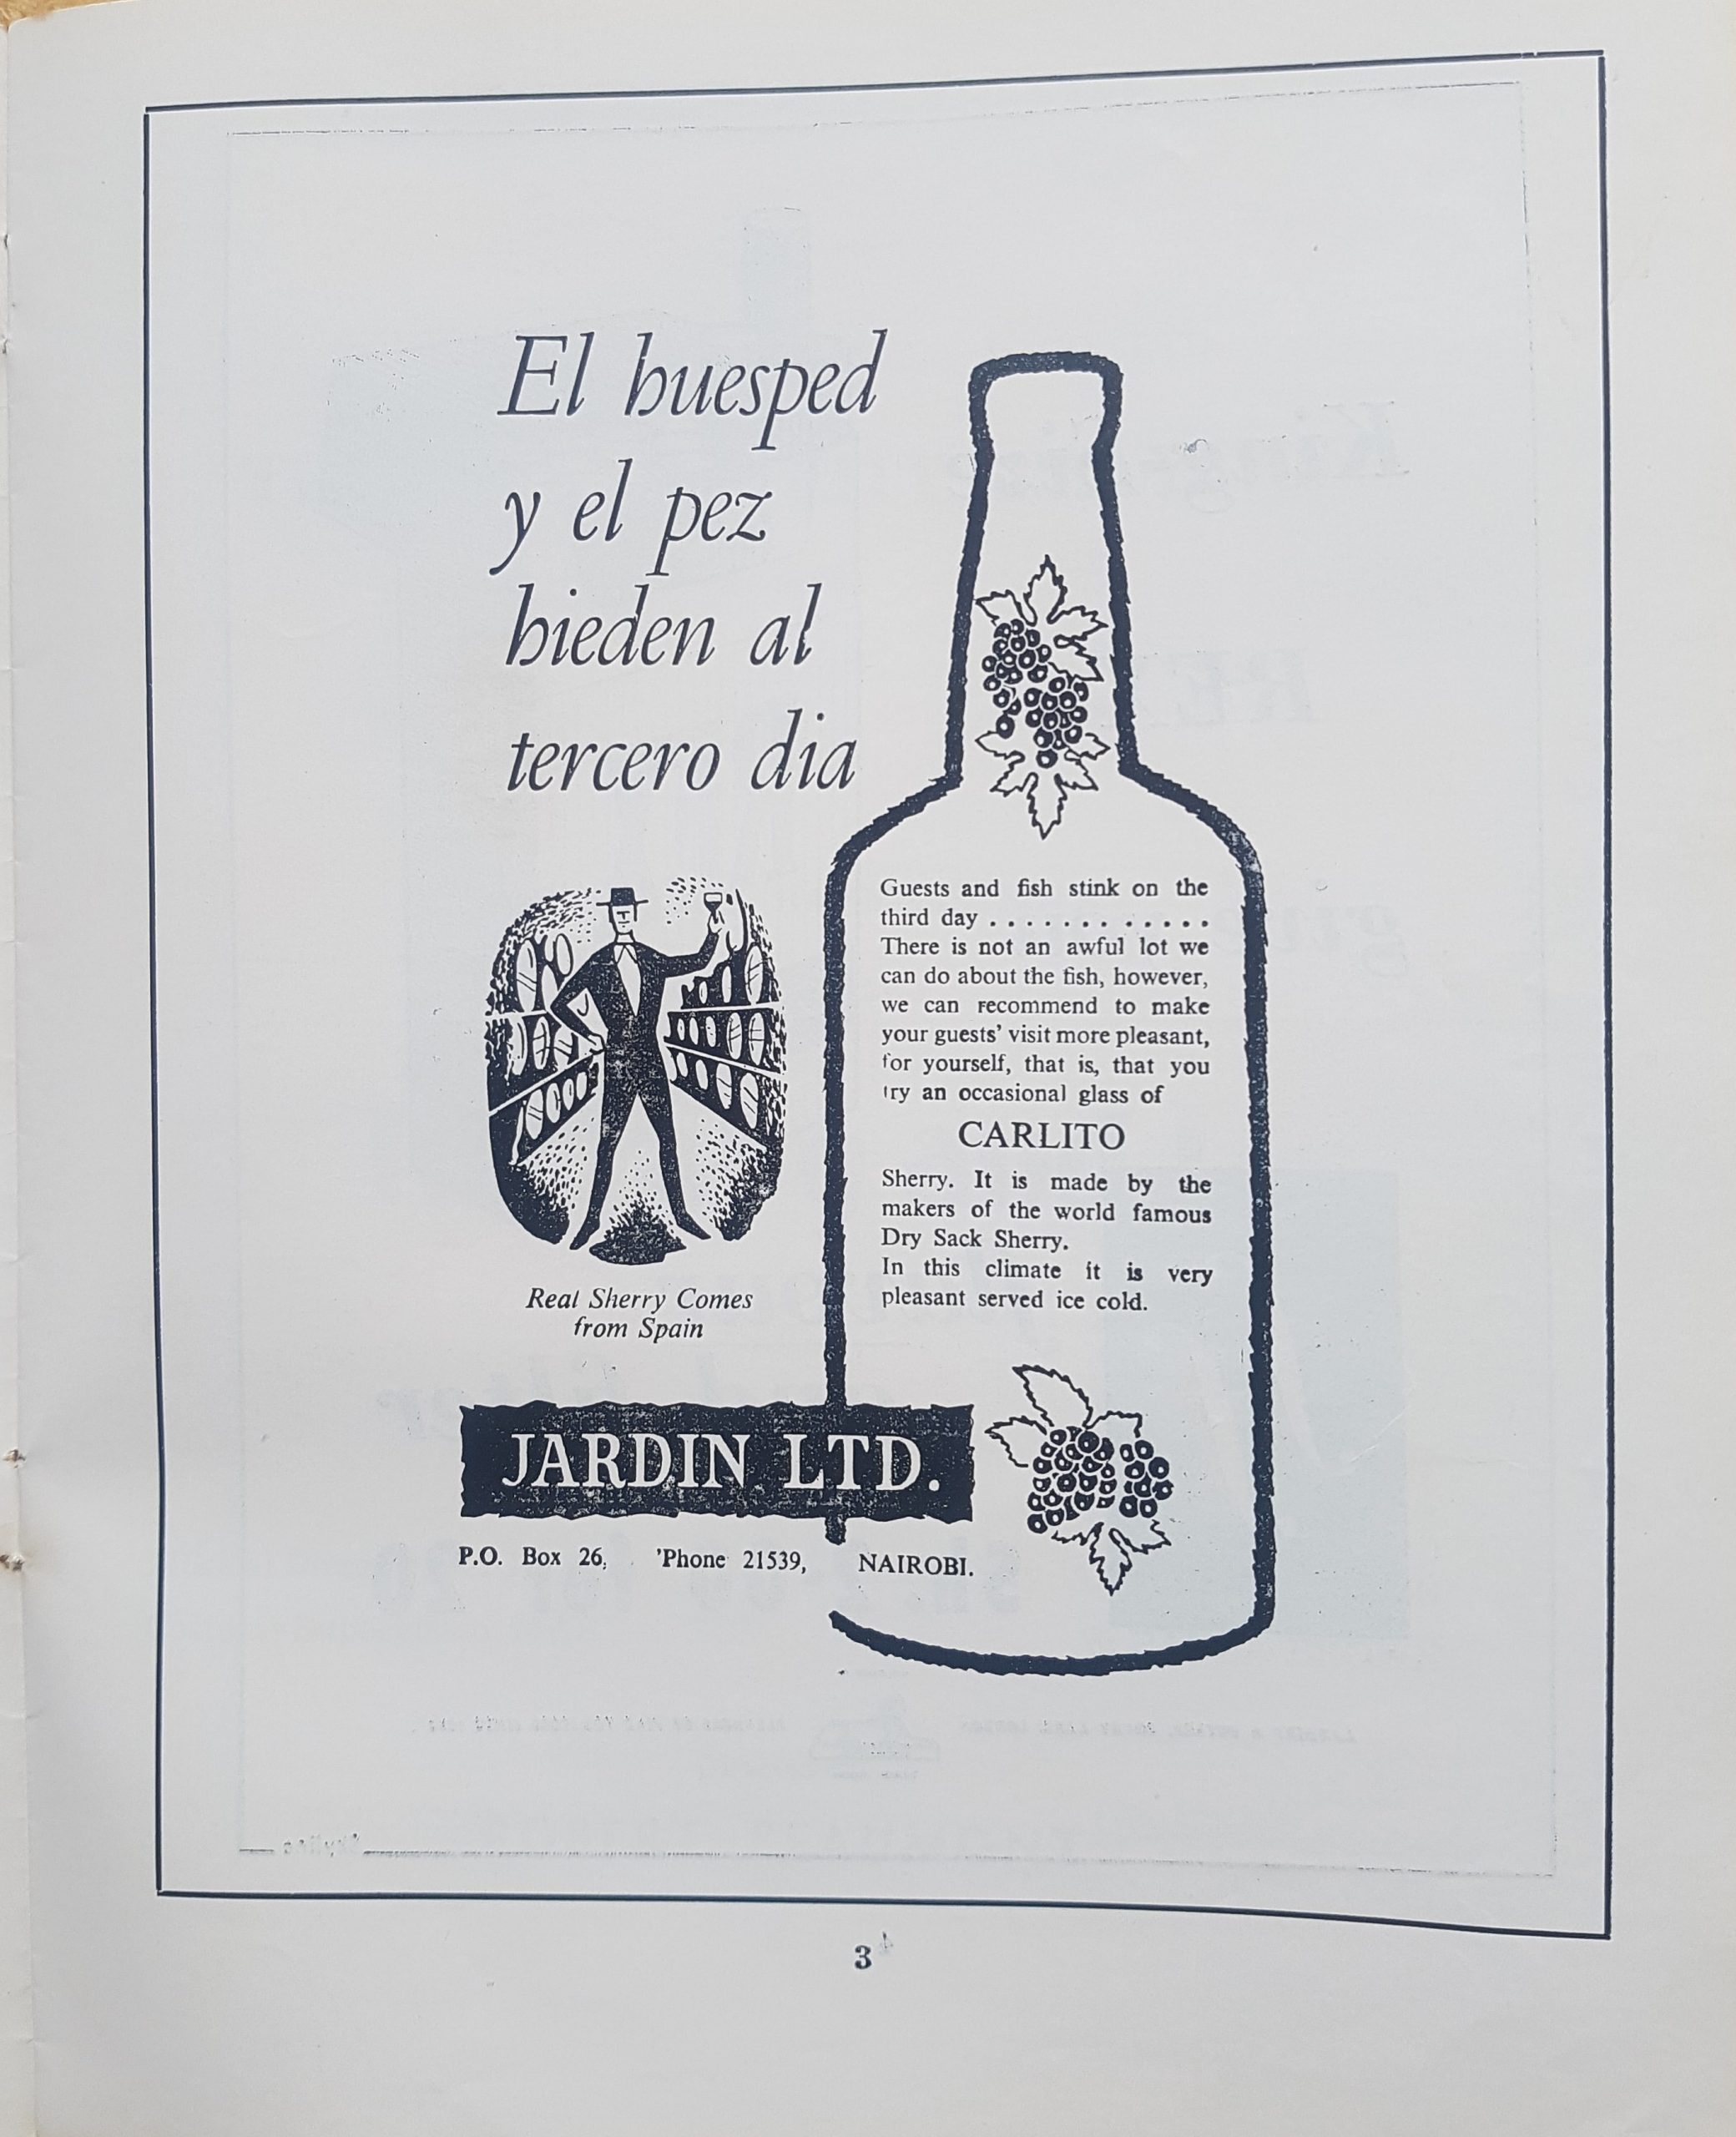 El huesped
y el pez
hieden al
tercero dia
Guests and fish stink on the
third day . . . . . . . . . . . .
There is not an awful lot we
can do about the fish, however,
we can recommend to make
your guests' visit more pleasant,
for yourself, that is, that you
try an occasional glass of
CARLITO
Sherry. It is made by the
makers of the world famous
Dry Sack Sherry.
In this climate it is very
pleasant served ice cold.
Real Sherry Comes
from Spain
JARDIN LTD.
P.O. Box 26, 'Phone 21539, NAIROBI.
3